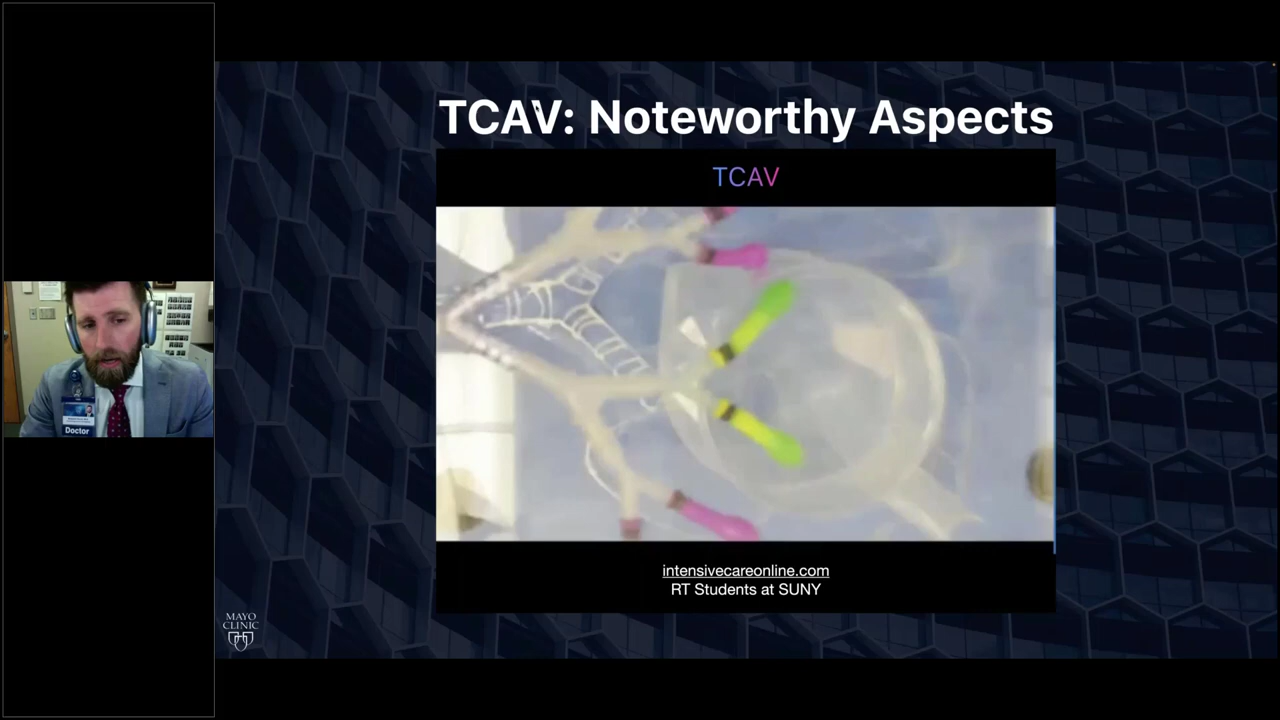 TCAV: Noteworthy Aspects
TCAV
intensivecareonline.com
RT Students at SUNY
Doctor
MAYO
CLINIC